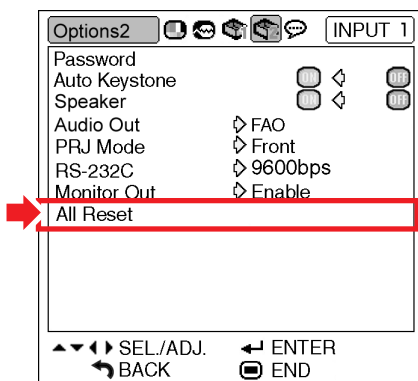 Options2 INPUT 1
Password
Auto Keystone ON OFF
Speaker ON OFF
Audio Out FAO
PRJ Mode Front
RS-232C 9600bps
Monitor Out Enable
All Reset
SEL./ADJ. ENTER
BACK END